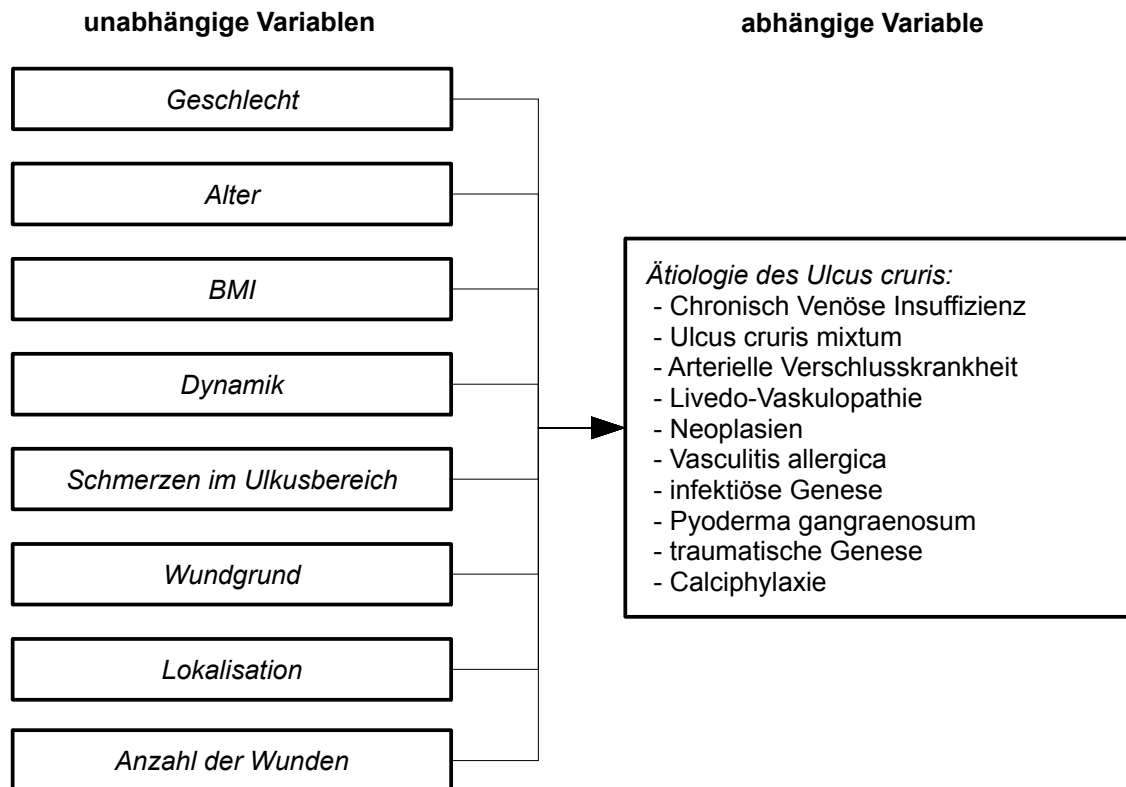 unabhängige Variablen
Geschlecht
Alter
BMI
Dynamik
Schmerzen im Ulkusbereich
Wundgrund
Lokalisation
Anzahl der Wunden
abhängige Variable
Ätiologie des Ulcus cruris:
- Chronisch Venöse Insuffizienz
- Ulcus cruris mixtum
- Arterielle Verschlusskrankheit
- Livedo-Vaskulopathie
- Neoplasien
- Vasculitis allergica
- infektiöse Genese
- Pyoderma gangraenosum
- traumatische Genese
- Calciphylaxie